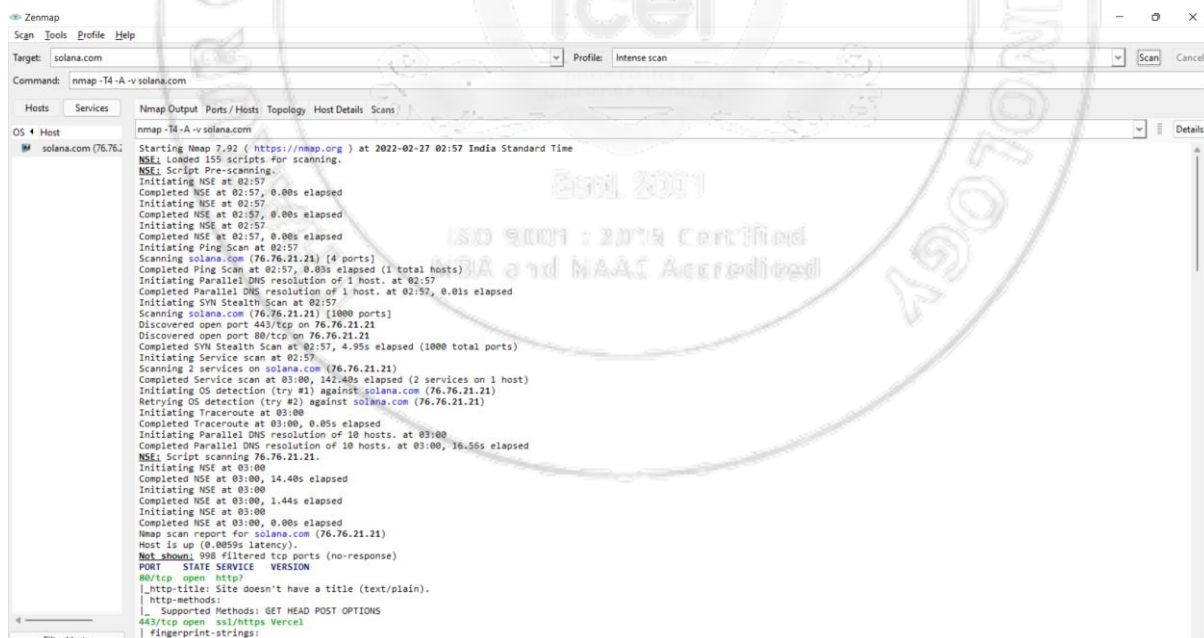 Zenmap
Scan Tools Profile Help
Target: solana.com Profile: Intense scan Scan Cancel
Command: nmap -T4 -A -v solana.com
Hosts Services Nmap Output Ports / Hosts Topology Host Details Scans
OS Host nmap -T4 -A -v solana.com Details
solana.com (76.76.2
Starting Nmap 7.92 ( https://nmap.org ) at 2022-02-27 02:57 India Standard Time
NSE: Loaded 155 scripts for scanning.
NSE: Script Pre-scanning.
Initiating NSE at 02:57
Completed NSE at 02:57, 0.00s elapsed
Initiating NSE at 02:57
Completed NSE at 02:57, 0.00s elapsed
Initiating NSE at 02:57
Completed NSE at 02:57, 0.00s elapsed
Initiating Ping Scan at 02:57
Scanning solana.com (76.76.21.21) [4 ports]
Completed Ping Scan at 02:57, 0.03s elapsed (1 total hosts)
Initiating Parallel DNS resolution of 1 host. at 02:57
Completed Parallel DNS resolution of 1 host. at 02:57, 0.01s elapsed
Initiating SYN Stealth Scan at 02:57
Scanning solana.com (76.76.21.21) [1000 ports]
Discovered open port 443/tcp on 76.76.21.21
Discovered open port 80/tcp on 76.76.21.21
Completed SYN Stealth Scan at 02:57, 4.95s elapsed (1000 total ports)
Initiating Service scan at 02:57
Scanning 2 services on solana.com (76.76.21.21)
Completed Service scan at 03:00, 142.40s elapsed (2 services on 1 host)
Initiating OS detection (try #1) against solana.com (76.76.21.21)
Retrying OS detection (try #2) against solana.com (76.76.21.21)
Initiating Traceroute at 03:00
Completed Traceroute at 03:00, 0.05s elapsed
Initiating Parallel DNS resolution of 10 hosts. at 03:00
Completed Parallel DNS resolution of 10 hosts. at 03:00, 16.56s elapsed
NSE: Script scanning 76.76.21.21.
Initiating NSE at 03:00
Completed NSE at 03:00, 14.40s elapsed
Initiating NSE at 03:00
Completed NSE at 03:00, 1.44s elapsed
Initiating NSE at 03:00
Completed NSE at 03:00, 0.00s elapsed
Nmap scan report for solana.com (76.76.21.21)
Host is up (0.0059s latency).
Not shown: 998 filtered tcp ports (no-response)
PORT STATE SERVICE VERSION
80/tcp open http?
|_http-title: Site doesn't have a title (text/plain).
| http-methods:
|_ Supported Methods: GET HEAD POST OPTIONS
443/tcp open ssl/https Vercel
| fingerprint-strings:
Estd. 2001
ISO 9001 : 2015 Certified
NBA and NAAC Accredited